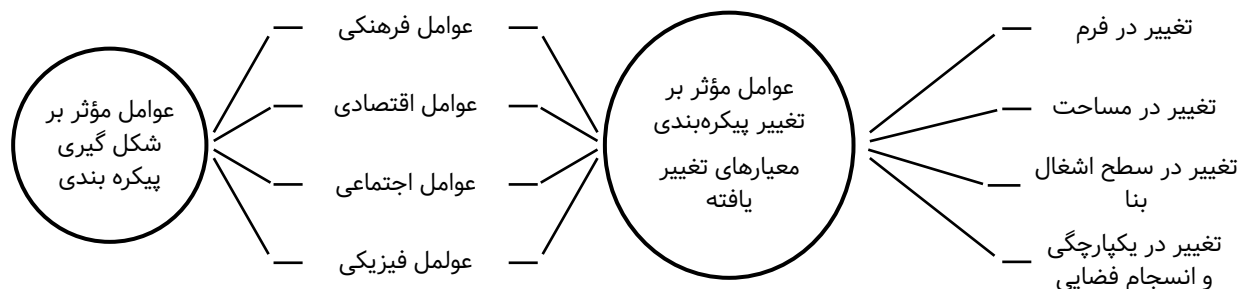 عوامل مؤثر بر
شکل گیری
پیکره بندی
عوامل فرهنکی
عوامل اقتصادی
عوامل اجتماعی
عولمل فیزیکی
عوامل مؤثر بر
تغییر پیکره‌بندی
معیارهای تغییر
یافته
تغییر در فرم
تغییر در مساحت
تغییر در سطح اشغال
بنا
تغییر در یکپارچگی
و انسجام فضایی